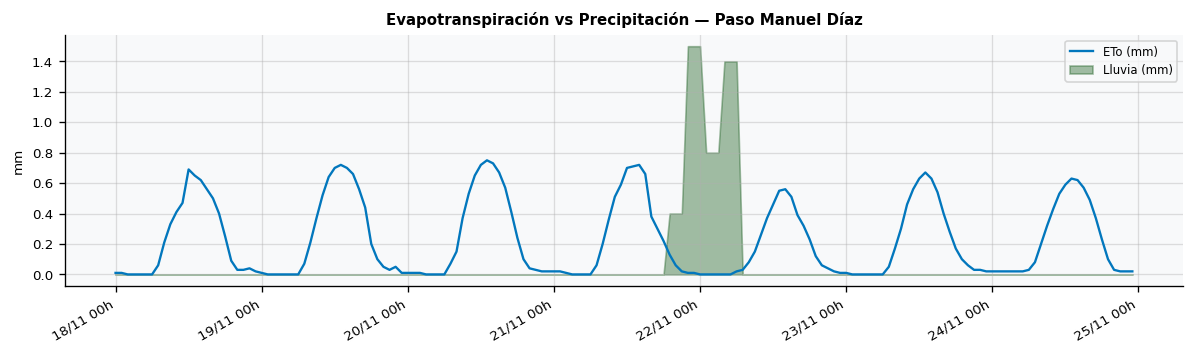 Evapotranspiración vs Precipitación — Paso Manuel Díaz
ETo (mm)
Lluvia (mm)
mm
1.4
1.2
1.0
0.8
0.6
0.4
0.2
0.0
18/11 00h
19/11 00h
20/11 00h
21/11 00h
22/11 00h
23/11 00h
24/11 00h
25/11 00h